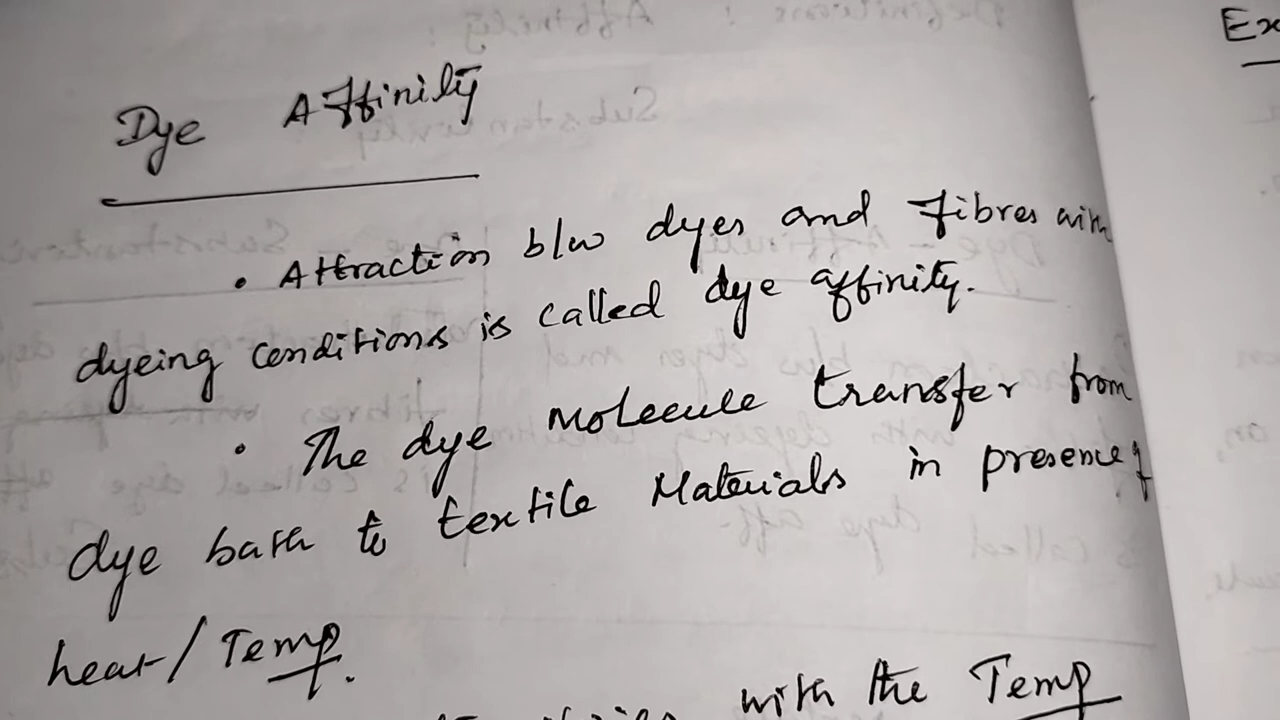 Dye Affinity
• Attraction b/w dyes and fibres with
dyeing conditions is called dye affinity.
• The dye molecule transfer from
dye bath to textile Materials in presence of
heat/Temp.
with the Temp
Ex